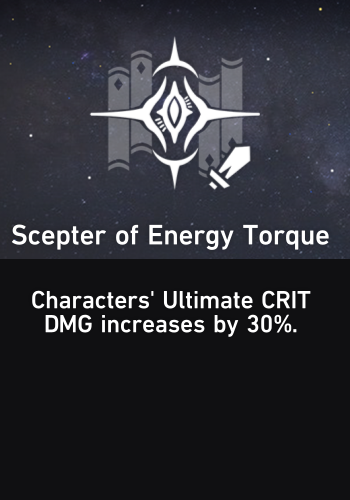 Scepter of Energy Torque
Characters' Ultimate CRIT
DMG increases by 30%.